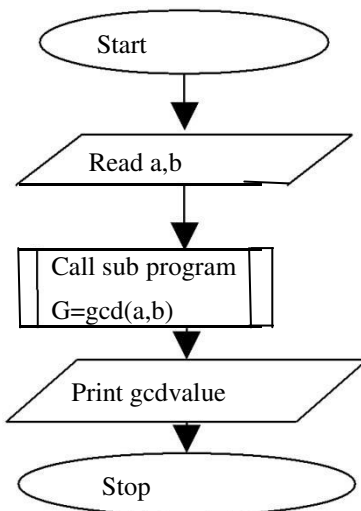 Start
Read a,b
Call sub program
G=gcd(a,b)
Print gcdvalue
Stop